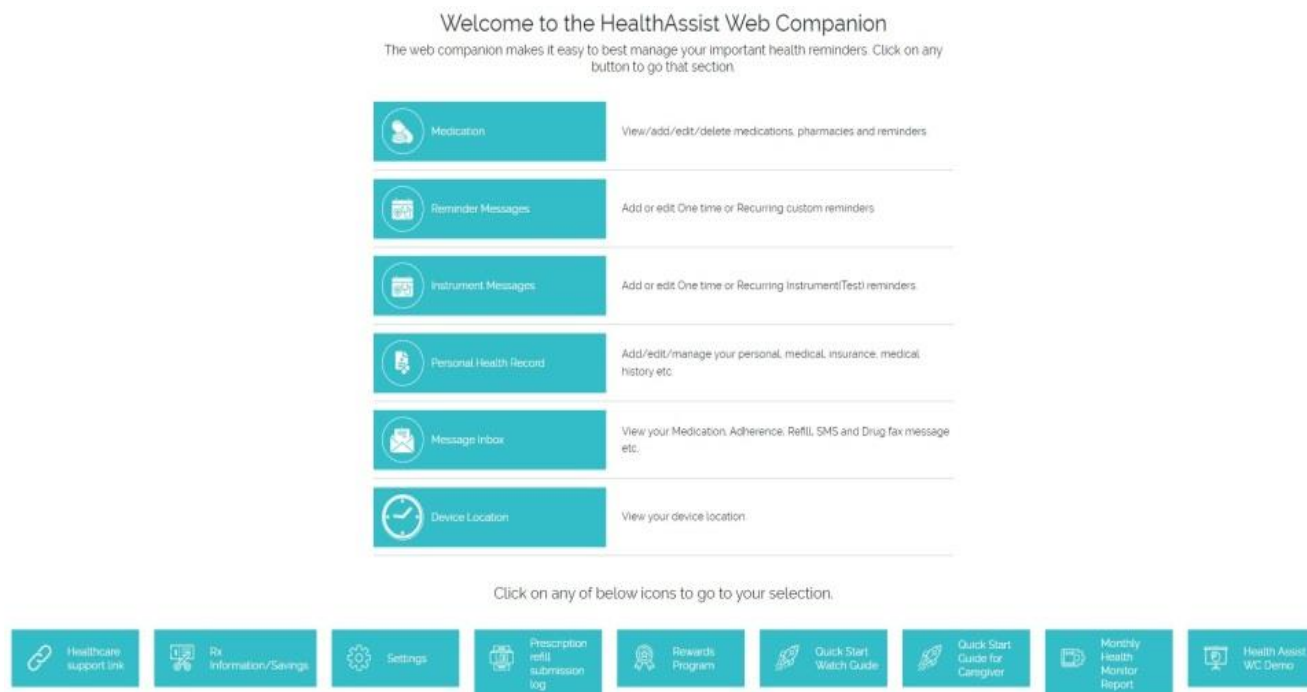 Welcome to the HealthAssist Web Companion
The web companion makes it easy to best manage your important health reminders. Click on any
button to go that section.
Medication
View/add/edit/delete medications, pharmacies and reminders
Reminder Messages
Add or edit One time or Recurring custom reminders
Instrument Messages
Add or edit One time or Recurring Instrument(Test) reminders
Personal Health Record
Add/edit/manage your personal, medical, insurance, medical
history etc
Message Inbox
View your Medication, Adherence, Refill, SMS and Drug fax message
etc.
Device Location
View your device location
Click on any of below icons to go to your selection.
Healthcare
support link
Rx
Information/Savings
Settings
Prescription
refill
submission
log
Rewards
Program
Quick Start
Watch Guide
Quick Start
Guide for
Caregiver
Monthly
Health
Monitor
Report
Health Assist
WC Demo